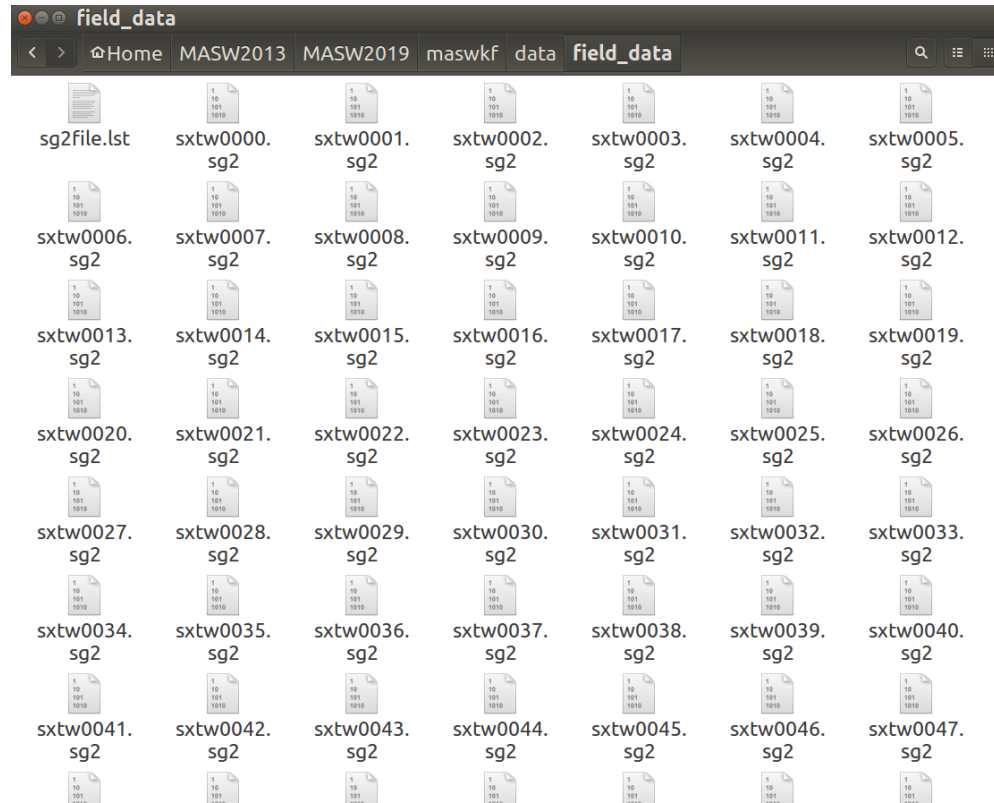 field_data
Home MASW2013 MASW2019 maswkf data field_data
sg2file.lst sxtw0000. sxtw0001. sxtw0002. sxtw0003. sxtw0004. sxtw0005.
sg2 sg2 sg2 sg2 sg2 sg2
sxtw0006. sxtw0007. sxtw0008. sxtw0009. sxtw0010. sxtw0011. sxtw0012.
sg2 sg2 sg2 sg2 sg2 sg2 sg2
sxtw0013. sxtw0014. sxtw0015. sxtw0016. sxtw0017. sxtw0018. sxtw0019.
sg2 sg2 sg2 sg2 sg2 sg2 sg2
sxtw0020. sxtw0021. sxtw0022. sxtw0023. sxtw0024. sxtw0025. sxtw0026.
sg2 sg2 sg2 sg2 sg2 sg2 sg2
sxtw0027. sxtw0028. sxtw0029. sxtw0030. sxtw0031. sxtw0032. sxtw0033.
sg2 sg2 sg2 sg2 sg2 sg2 sg2
sxtw0034. sxtw0035. sxtw0036. sxtw0037. sxtw0038. sxtw0039. sxtw0040.
sg2 sg2 sg2 sg2 sg2 sg2 sg2
sxtw0041. sxtw0042. sxtw0043. sxtw0044. sxtw0045. sxtw0046. sxtw0047.
sg2 sg2 sg2 sg2 sg2 sg2 sg2